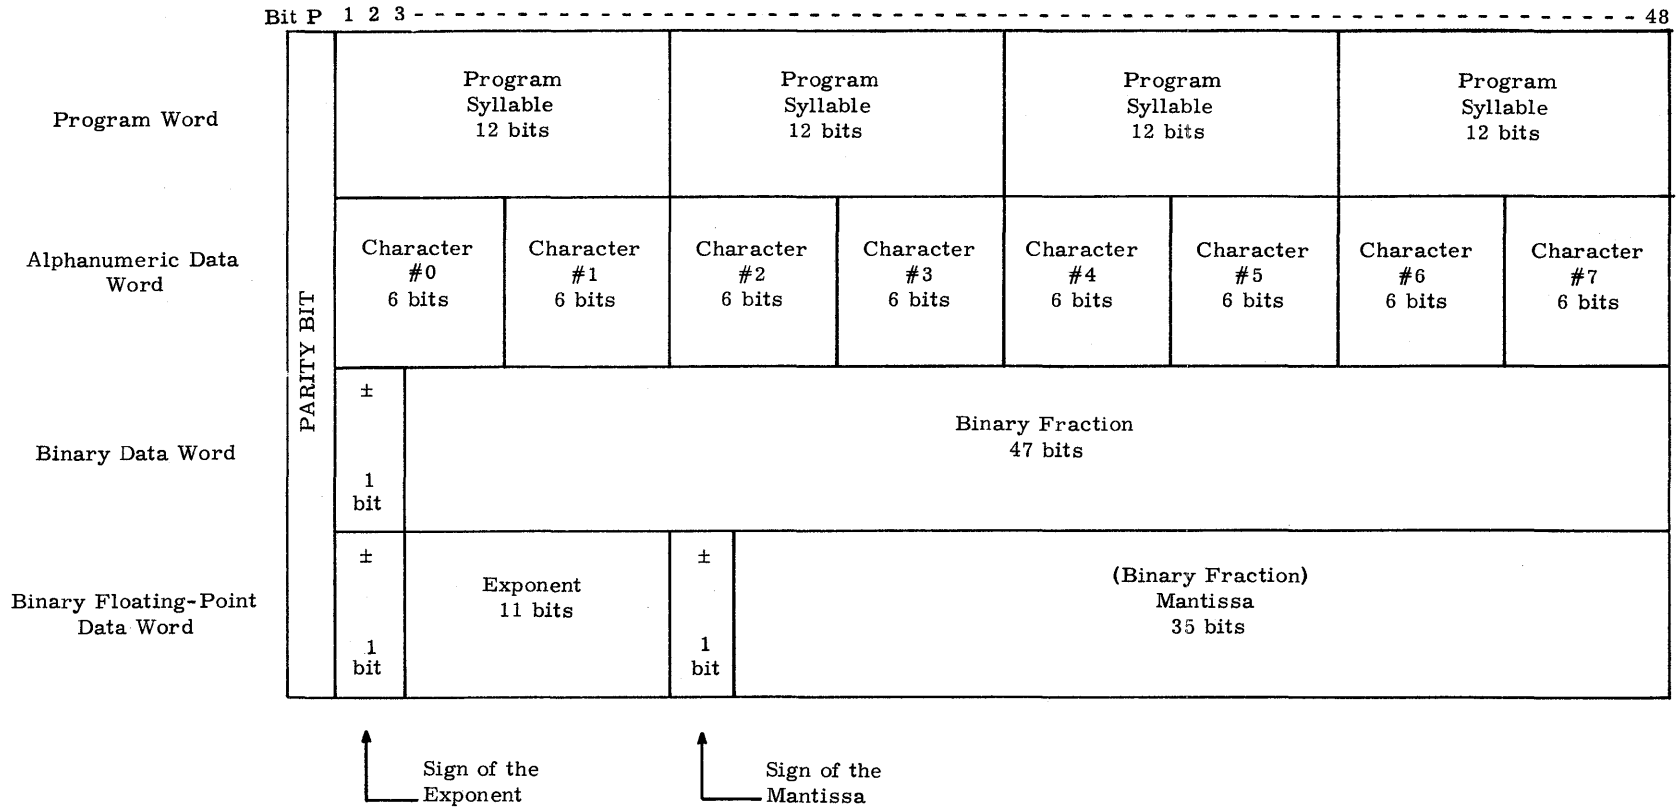 Bit P 1 2 3 - - - - - - - - - - - - - - - - - - - - - - - - - - - - - - - - - - - - - - - - 48
Program Word
Program
Syllable
12 bits
Program
Syllable
12 bits
Program
Syllable
12 bits
Program
Syllable
12 bits
PARITY BIT
Alphanumeric Data
Word
Character
#0
6 bits
Character
#1
6 bits
Character
#2
6 bits
Character
#3
6 bits
Character
#4
6 bits
Character
#5
6 bits
Character
#6
6 bits
Character
#7
6 bits
Binary Data Word
±
1
bit
Binary Fraction
47 bits
Binary Floating-Point
Data Word
±
1
bit
Exponent
11 bits
±
1
bit
(Binary Fraction)
Mantissa
35 bits
Sign of the
Exponent
Sign of the
Mantissa